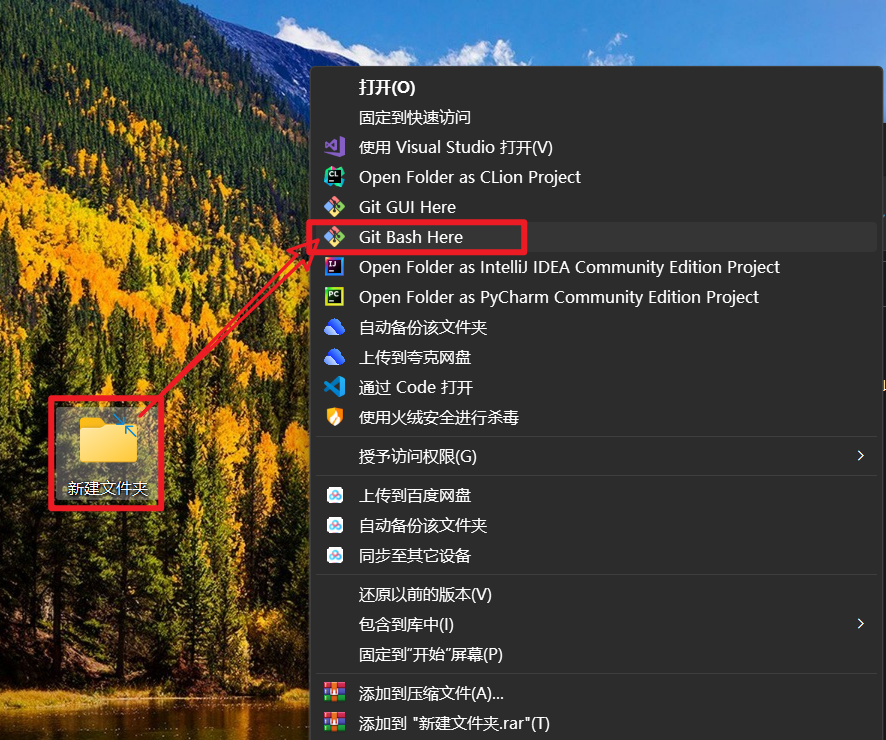 打开(O)
固定到快速访问
使用 Visual Studio 打开(V)
Open Folder as CLion Project
Git GUI Here
Git Bash Here
Open Folder as IntelliJ IDEA Community Edition Project
Open Folder as PyCharm Community Edition Project
自动备份该文件夹
上传到夸克网盘
通过 Code 打开
使用火绒安全进行杀毒
授予访问权限(G)
上传到百度网盘
自动备份该文件夹
同步至其它设备
还原以前的版本(V)
包含到库中(I)
固定到"开始"屏幕(P)
添加到压缩文件(A)...
添加到 "新建文件夹.rar"(T)
新建文件夹